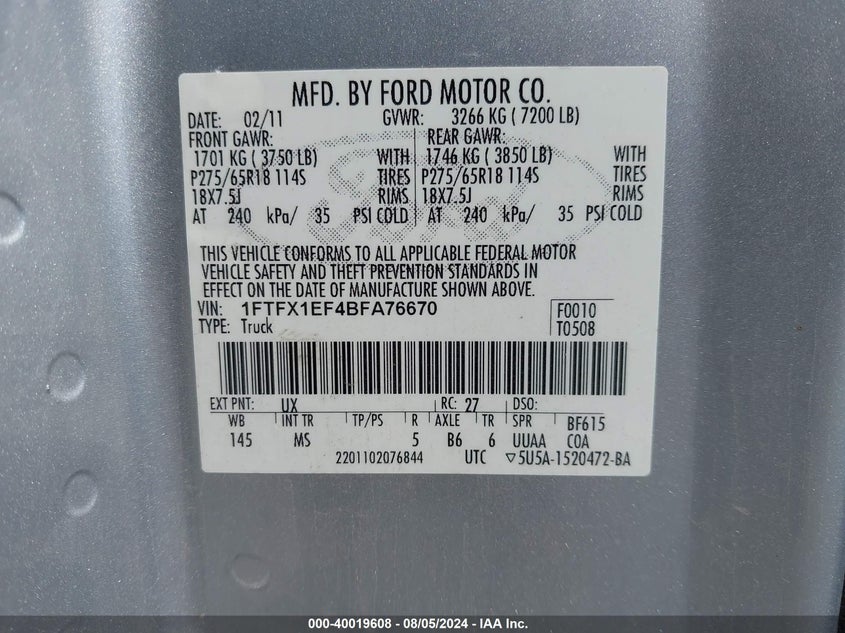 MFD. BY FORD MOTOR CO.
DATE: 02/11 GVWR: 3266 KG ( 7200 LB)
FRONT GAWR: REAR GAWR:
1701 KG ( 3750 LB) WITH 1746 KG ( 3850 LB) WITH
P275/65R18 114S TIRES P275/65R18 114S TIRES
18X7.5J RIMS 18X7.5J RIMS
AT 240 kPa/ 35 PSI COLD AT 240 kPa/ 35 PSI COLD
THIS VEHICLE CONFORMS TO ALL APPLICABLE FEDERAL MOTOR
VEHICLE SAFETY AND THEFT PREVENTION STANDARDS IN
EFFECT ON THE DATE OF MANUFACTURE SHOWN ABOVE.
VIN: 1FTFX1EF4BFA76670 F0010
TYPE: Truck T0508
EXT PNT: UX RC: 27 DSO:
WB INT TR TP/PS R AXLE TR SPR BF615
145 MS 5 B6 6 UUAA COA
2201102076844 UTC ▽5U5A-1520472-BA
000-40019608 - 08/05/2024 - IAA Inc.